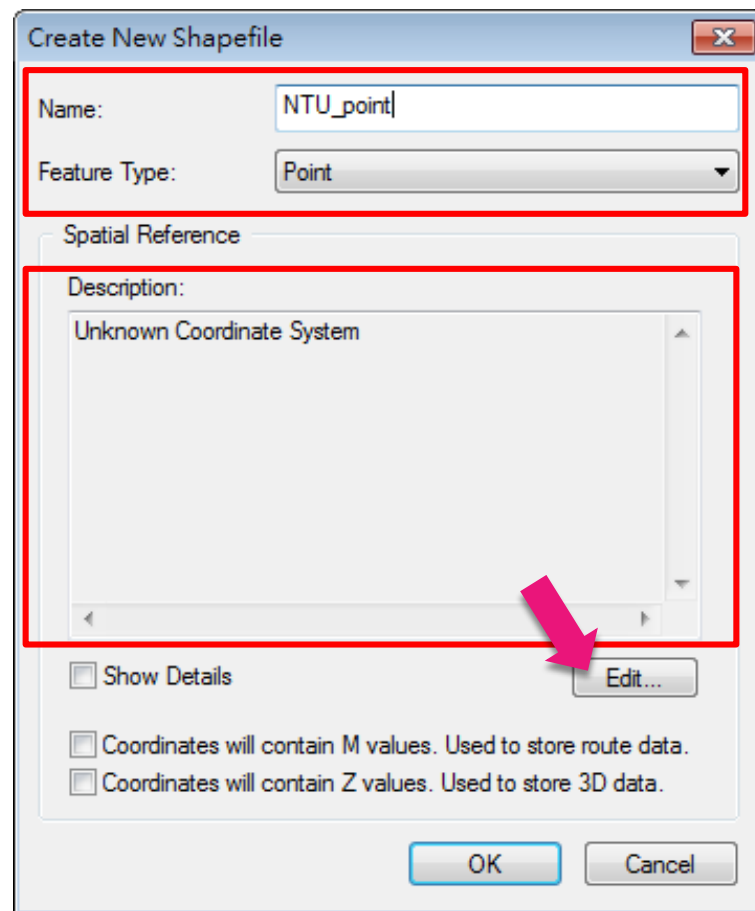 Create New Shapefile
Name: NTU_point
Feature Type: Point
Spatial Reference
Description:
Unknown Coordinate System
Show Details
Edit...
Coordinates will contain M values. Used to store route data.
Coordinates will contain Z values. Used to store 3D data.
OK Cancel